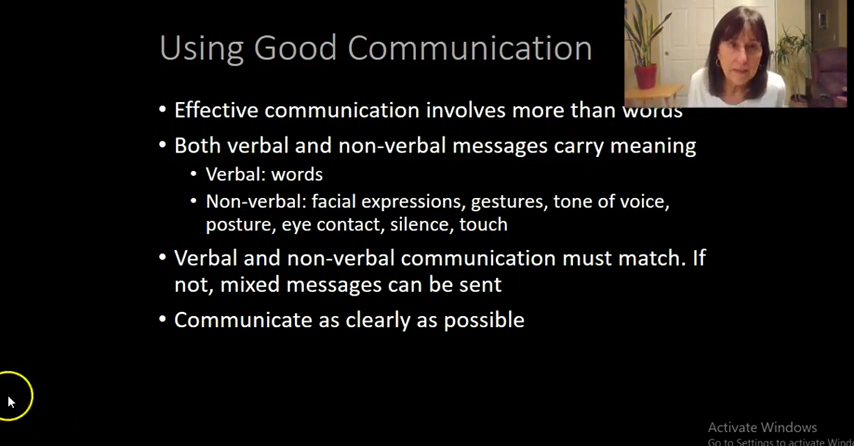 Using Good Communication
• Effective communication involves more than words
• Both verbal and non-verbal messages carry meaning
• Verbal: words
• Non-verbal: facial expressions, gestures, tone of voice,
posture, eye contact, silence, touch
• Verbal and non-verbal communication must match. If
not, mixed messages can be sent
• Communicate as clearly as possible
Activate Windows
Go to Settings to activate Windows